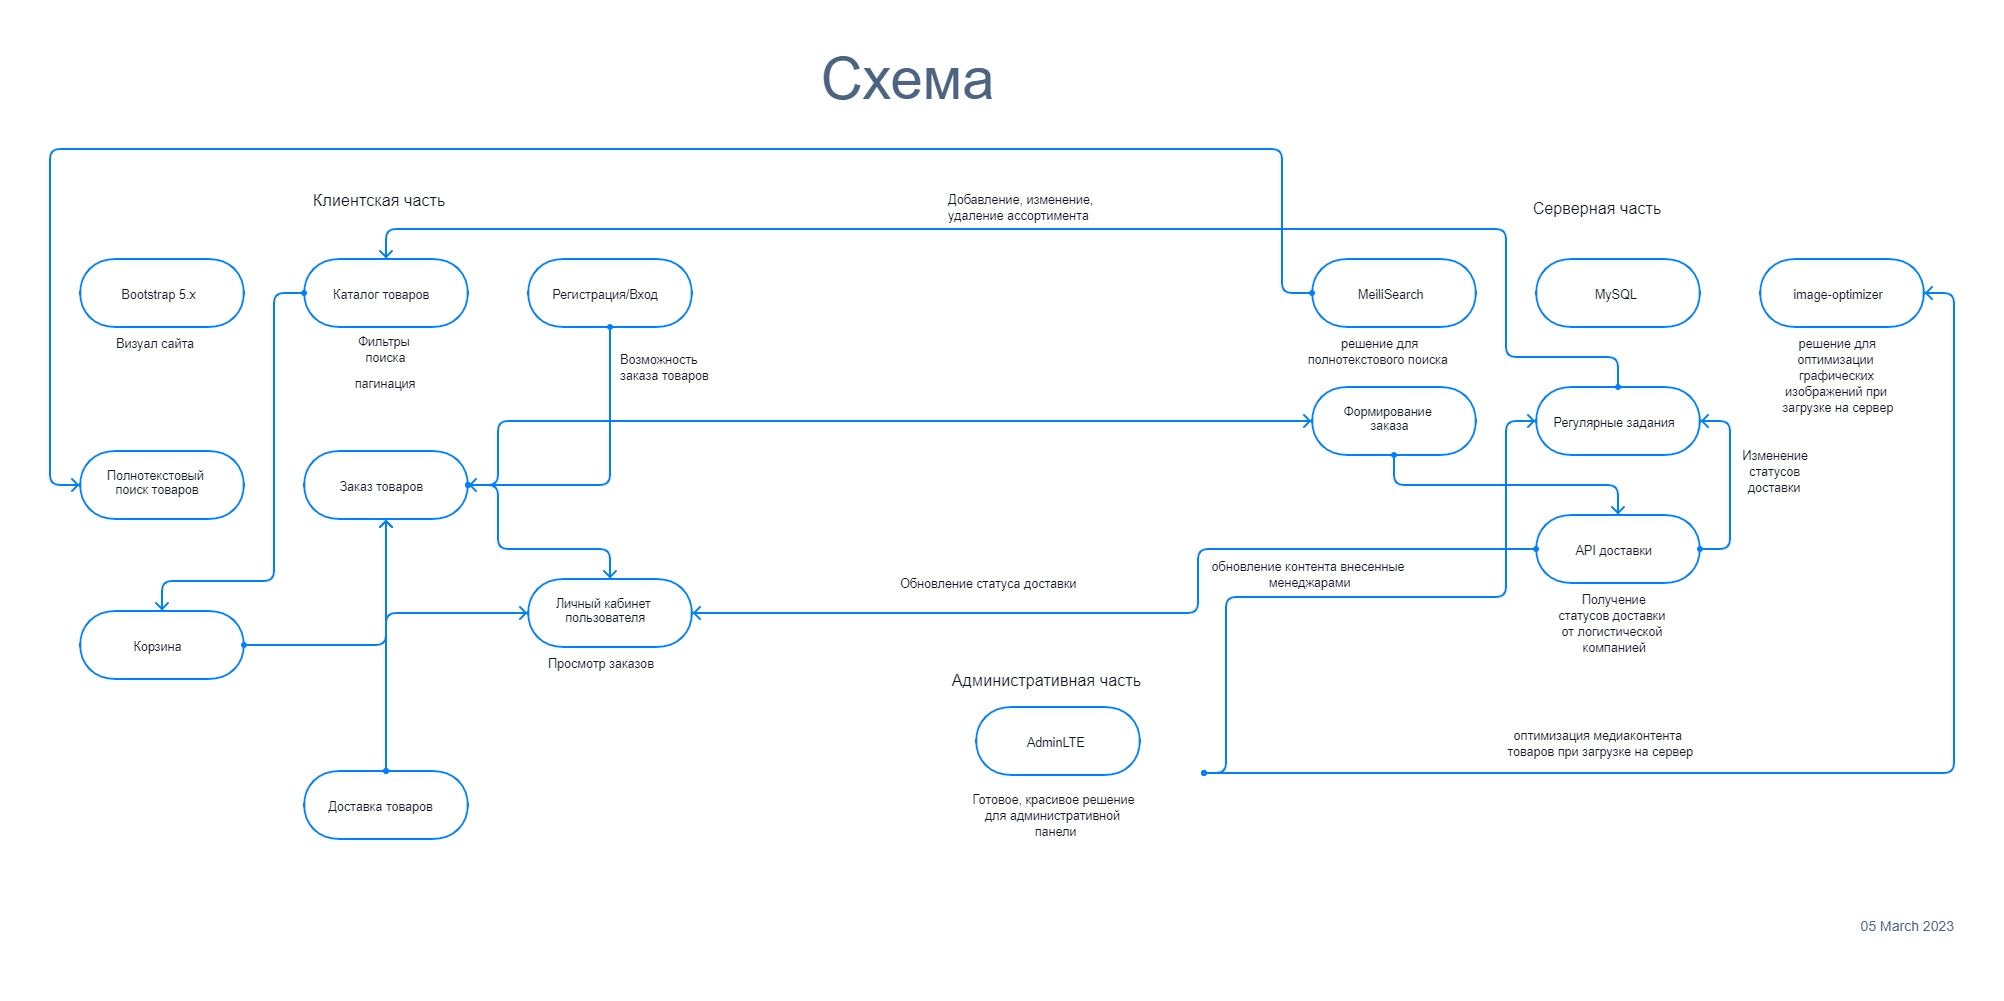 Схема
Клиентская часть
Добавление, изменение,
удаление ассортимента
Серверная часть
Bootstrap 5.x
Каталог товаров
Регистрация/Вход
MeiliSearch
MySQL
image-optimizer
Визуал сайта
Фильтры
поиска
пагинация
Возможность
заказа товаров
решение для
полнотекстового поиска
решение для
оптимизации
графических
изображений при
загрузке на сервер
Формирование
заказа
Регулярные задания
Полнотекстовый
поиск товаров
Заказ товаров
Изменение
статусов
доставки
API доставки
обновление контента внесенные
менеджарами
Обновление статуса доставки
Личный кабинет
пользователя
Получение
статусов доставки
от логистической
компанией
Корзина
Просмотр заказов
Административная часть
AdminLTE
оптимизация медиаконтента
товаров при загрузке на сервер
Доставка товаров
Готовое, красивое решение
для административной
панели
05 March 2023